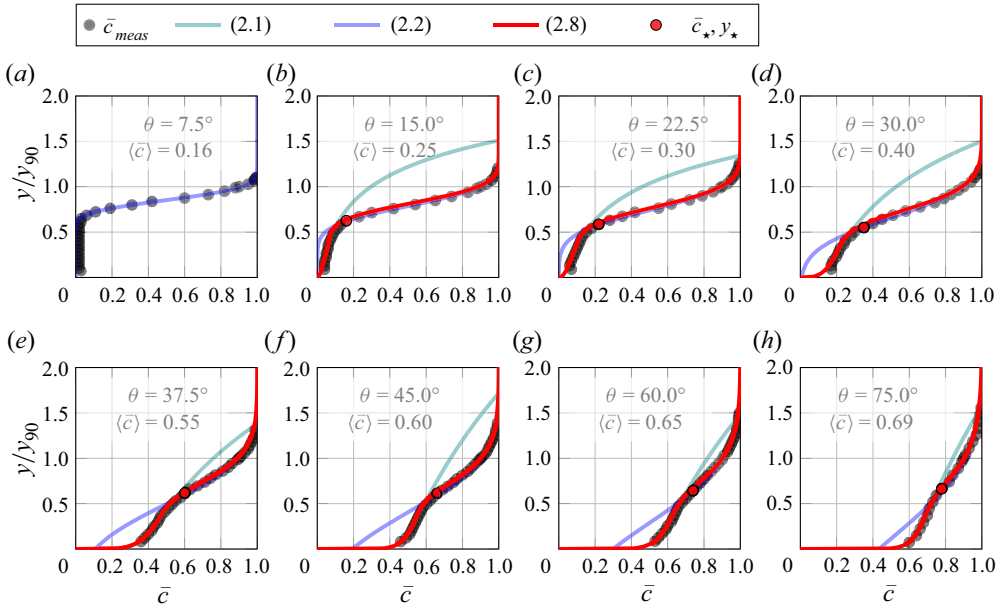 c̄meas (2.1) (2.2) (2.8) c̄⋆, y⋆
(a) (b) (c) (d)
2.0 2.0 2.0 2.0
θ = 7.5° θ = 15.0° θ = 22.5° θ = 30.0°
1.5 1.5 1.5 1.5
⟨c̄⟩ = 0.16 ⟨c̄⟩ = 0.25 ⟨c̄⟩ = 0.30 ⟨c̄⟩ = 0.40
y/y90 1.0 1.0 1.0 1.0
0.5 0.5 0.5 0.5
0 0.2 0.4 0.6 0.8 1.0 0 0.2 0.4 0.6 0.8 1.0 0 0.2 0.4 0.6 0.8 1.0 0 0.2 0.4 0.6 0.8 1.0
(e) (f) (g) (h)
2.0 2.0 2.0 2.0
θ = 37.5° θ = 45.0° θ = 60.0° θ = 75.0°
1.5 1.5 1.5 1.5
⟨c̄⟩ = 0.55 ⟨c̄⟩ = 0.60 ⟨c̄⟩ = 0.65 ⟨c̄⟩ = 0.69
y/y90 1.0 1.0 1.0 1.0
0.5 0.5 0.5 0.5
0 0.2 0.4 0.6 0.8 1.0 0 0.2 0.4 0.6 0.8 1.0 0 0.2 0.4 0.6 0.8 1.0 0 0.2 0.4 0.6 0.8 1.0
c̄ c̄ c̄ c̄